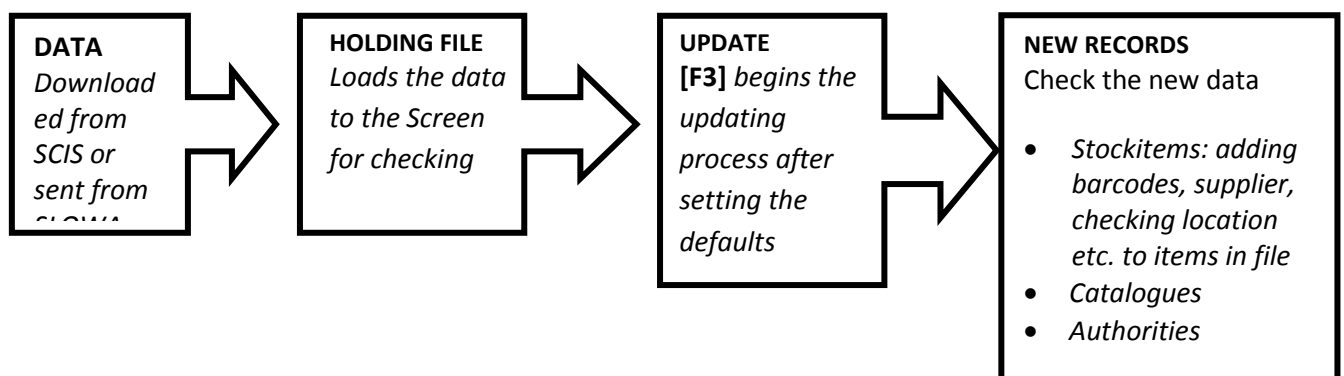 DATA
Download
ed from
SCIS or
sent from
HOLDING FILE
Loads the data
to the Screen
for checking
UPDATE
[F3] begins the
updating
process after
setting the
defaults
NEW RECORDS
Check the new data
• Stockitems: adding
barcodes, supplier,
checking location
etc. to items in file
• Catalogues
• Authorities